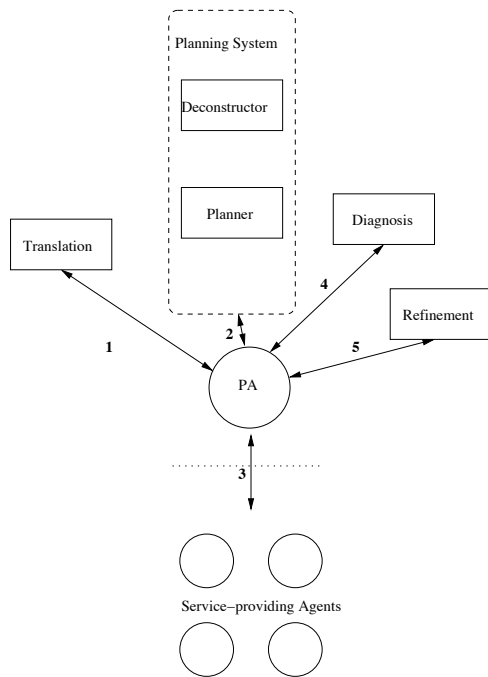 Planning System
Deconstructor
Planner
Translation
Diagnosis
Refinement
1
2
4
5
PA
3
Service-providing Agents